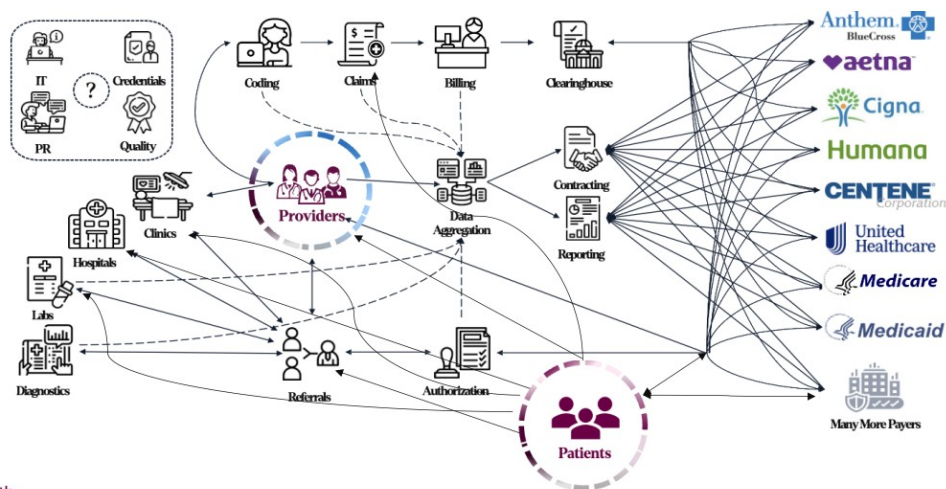 Anthem
BlueCross
aetna
Cigna
Humana
CENTENE
Corporation
United
Healthcare
Medicare
Medicaid
Many More Payers
IT
Credentials
?
PR
Quality
Coding
Claims
Billing
Clearinghouse
Contracting
Reporting
Providers
Data
Aggregation
Clinics
Hospitals
Labs
Diagnostics
Referrals
Authorization
Patients